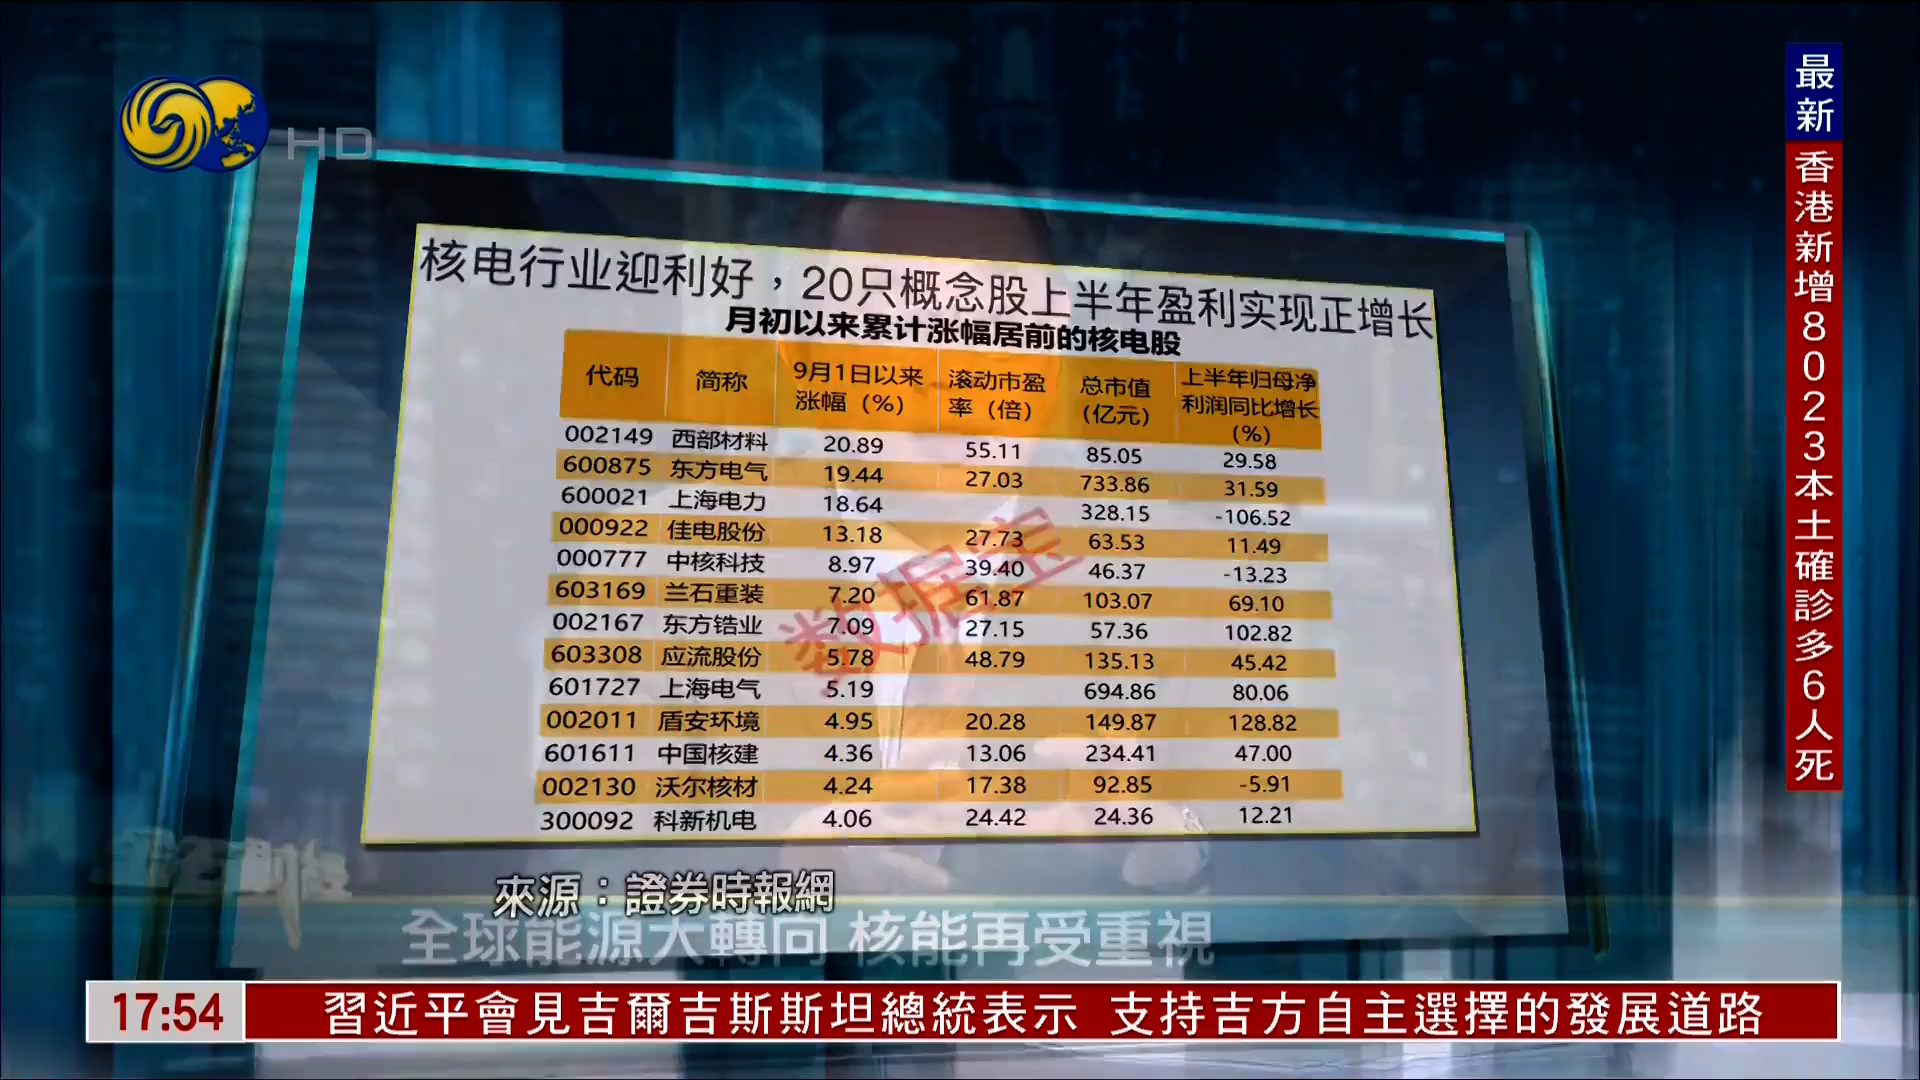 HD
最新
香港新增8023本土確診多6人死
核电行业迎利好，20只概念股上半年盈利实现正增长
月初以来累计涨幅居前的核电股
代码 简称 9月1日以来涨幅（%） 滚动市盈率（倍） 总市值（亿元） 上半年归母净利润同比增长（%）
002149 西部材料 20.89 55.11 85.05 29.58
600875 东方电气 19.44 27.03 733.86 31.59
600021 上海电力 18.64 328.15 -106.52
000922 佳电股份 13.18 27.73 63.53 11.49
000777 中核科技 8.97 39.40 46.37 -13.23
603169 兰石重装 7.20 61.87 103.07 69.10
002167 东方锆业 7.09 27.15 57.36 102.82
603308 应流股份 5.78 48.79 135.13 45.42
601727 上海电气 5.19 694.86 80.06
002011 盾安环境 4.95 20.28 149.87 128.82
601611 中国核建 4.36 13.06 234.41 47.00
002130 沃尔核材 4.24 17.38 92.85 -5.91
300092 科新机电 4.06 24.42 24.36 12.21
数据宝
來源：證券時報網
全球能源大轉向 核能再受重視
17:54 習近平會見吉爾吉斯斯坦總統表示 支持吉方自主選擇的發展道路